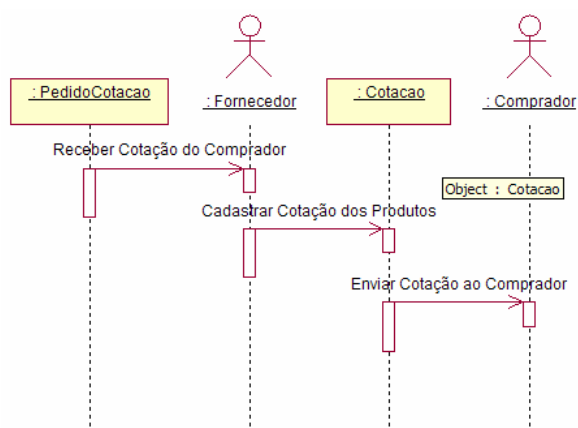 : PedidoCotacao
: Fornecedor
: Cotacao
: Comprador
Receber Cotação do Comprador
Object : Cotacao
Cadastrar Cotação dos Produtos
Enviar Cotação ao Comprador